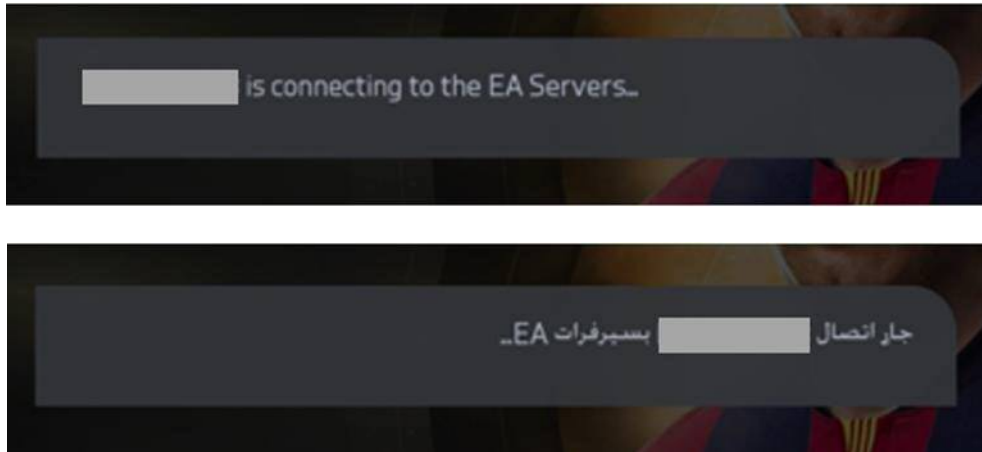 is connecting to the EA Servers...
جارٍ اتصال بسيرفرات EA...